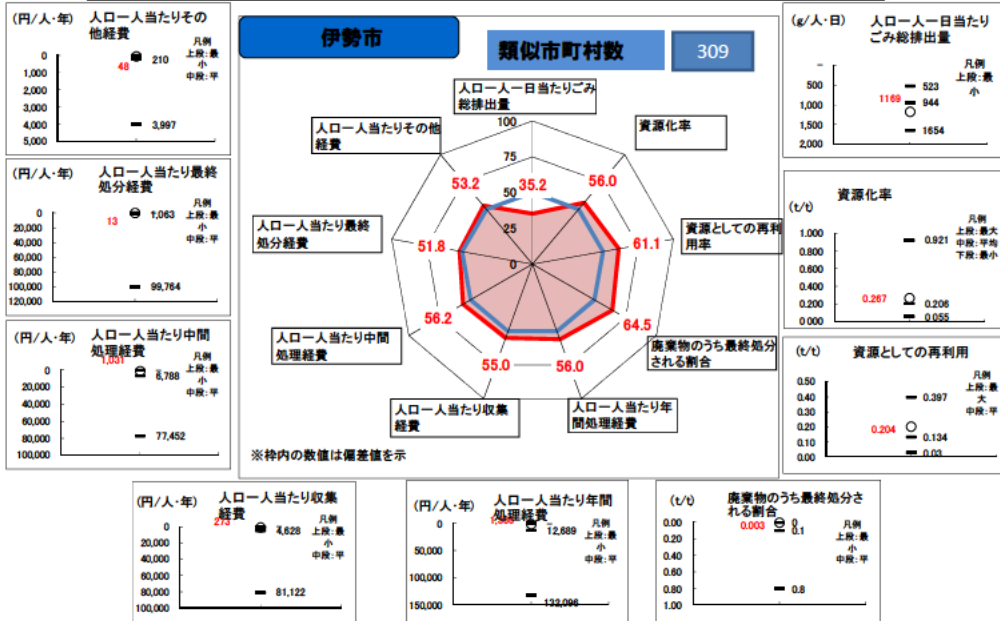 伊勢市
類似市町村数
309
(円/人・年)
人口一人当たりその
他経費
凡例
上段:最
小
中段:平
0
1,000
2,000
3,000
4,000
5,000
48
210
3,997
(円/人・年)
人口一人当たり最終
処分経費
凡例
上段:最
小
中段:平
0
20,000
40,000
60,000
80,000
100,000
120,000
13
1,063
99,764
(円/人・年)
人口一人当たり中間
処理経費
凡例
上段:最
小
中段:平
0
20,000
40,000
60,000
80,000
100,000
1,031
6,788
77,452
人口一人一日当たりごみ
総排出量
資源化率
資源としての再利
用率
廃棄物のうち最終処分
される割合
人口一人当たり年
間処理経費
人口一人当たり収集
経費
人口一人当たり中間
処理経費
人口一人当たり最終
処分経費
人口一人当たりその他
経費
100
75
50
25
0
35.2
56.0
61.1
64.5
56.0
55.0
56.2
51.8
53.2
※枠内の数値は偏差値を示
(g/人・日)
人口一人一日当たり
ごみ総排出量
凡例
上段:最
小
–
500
1,000
1,500
2,000
1169
523
944
1654
(t/t)
資源化率
凡例
上段:最大
中段:平均
下段:最小
1.000
0.800
0.600
0.400
0.200
0.000
0.267
0.921
0.206
0.055
(t/t)
資源としての再利用
凡例
上段:最
大
中段:平
0.50
0.40
0.30
0.20
0.10
0.00
0.204
0.397
0.134
0.03
(円/人・年)
人口一人当たり収集
経費
凡例
上段:最
小
中段:平
0
20,000
40,000
60,000
80,000
100,000
273
4,628
81,122
(円/人・年)
人口一人当たり年間
処理経費
凡例
上段:最
小
中段:平
0
50,000
100,000
150,000
12,689
132,096
(t/t)
廃棄物のうち最終処分さ
れる割合
凡例
上段:最
小
中段:平
0.00
0.20
0.40
0.60
0.80
1.00
0.003
0
0.1
0.8